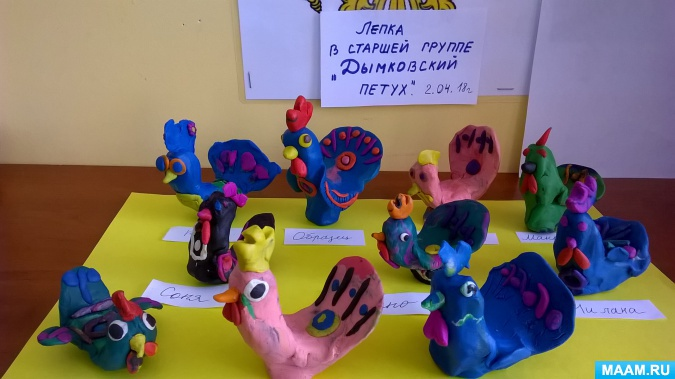 Лепка
в старшей группе
"Дымковский
петух". 2.04.18г
Образец
Соня
Милана
MAAM.RU